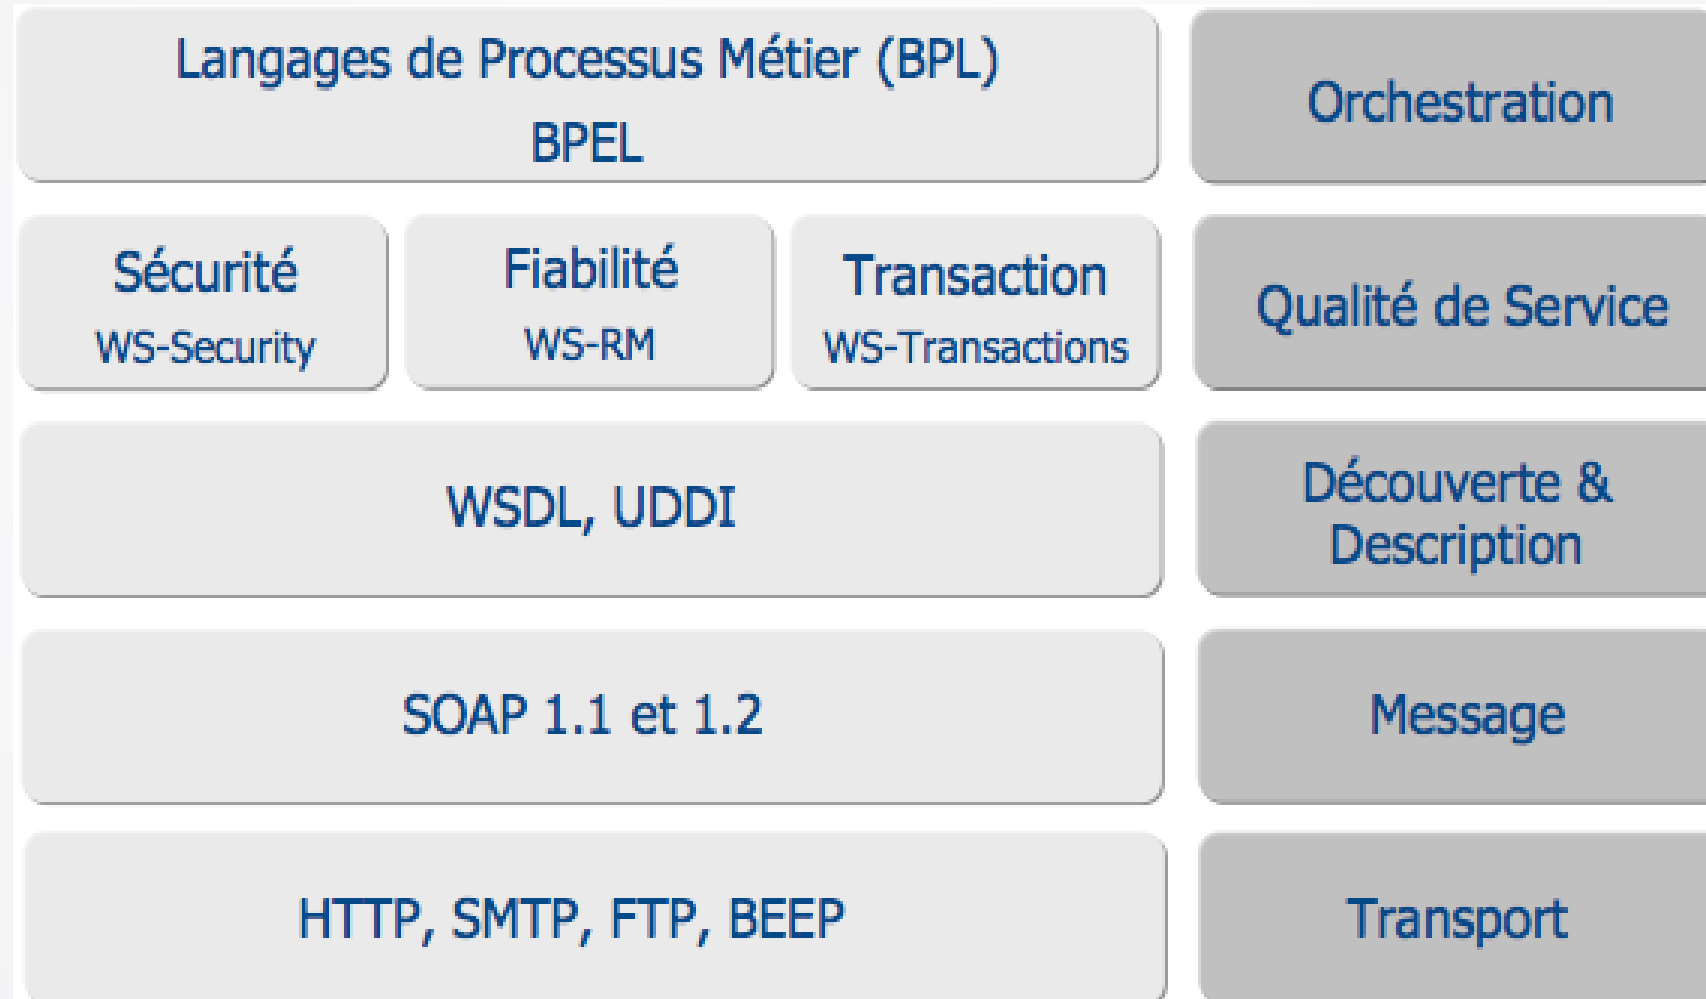 Langages de Processus Métier (BPL)
BPEL
Orchestration
Sécurité
WS-Security
Fiabilité
WS-RM
Transaction
WS-Transactions
Qualité de Service
WSDL, UDDI
Découverte &
Description
SOAP 1.1 et 1.2
Message
HTTP, SMTP, FTP, BEEP
Transport